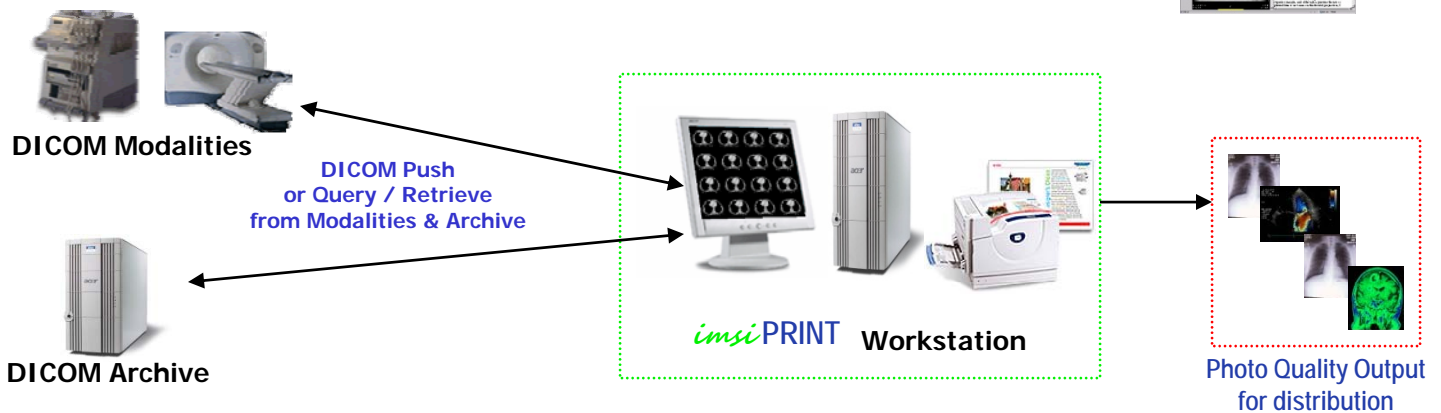 DICOM Modalities
DICOM Push
or Query / Retrieve
from Modalities & Archive
DICOM Archive
imsiPRINT Workstation
Photo Quality Output
for distribution